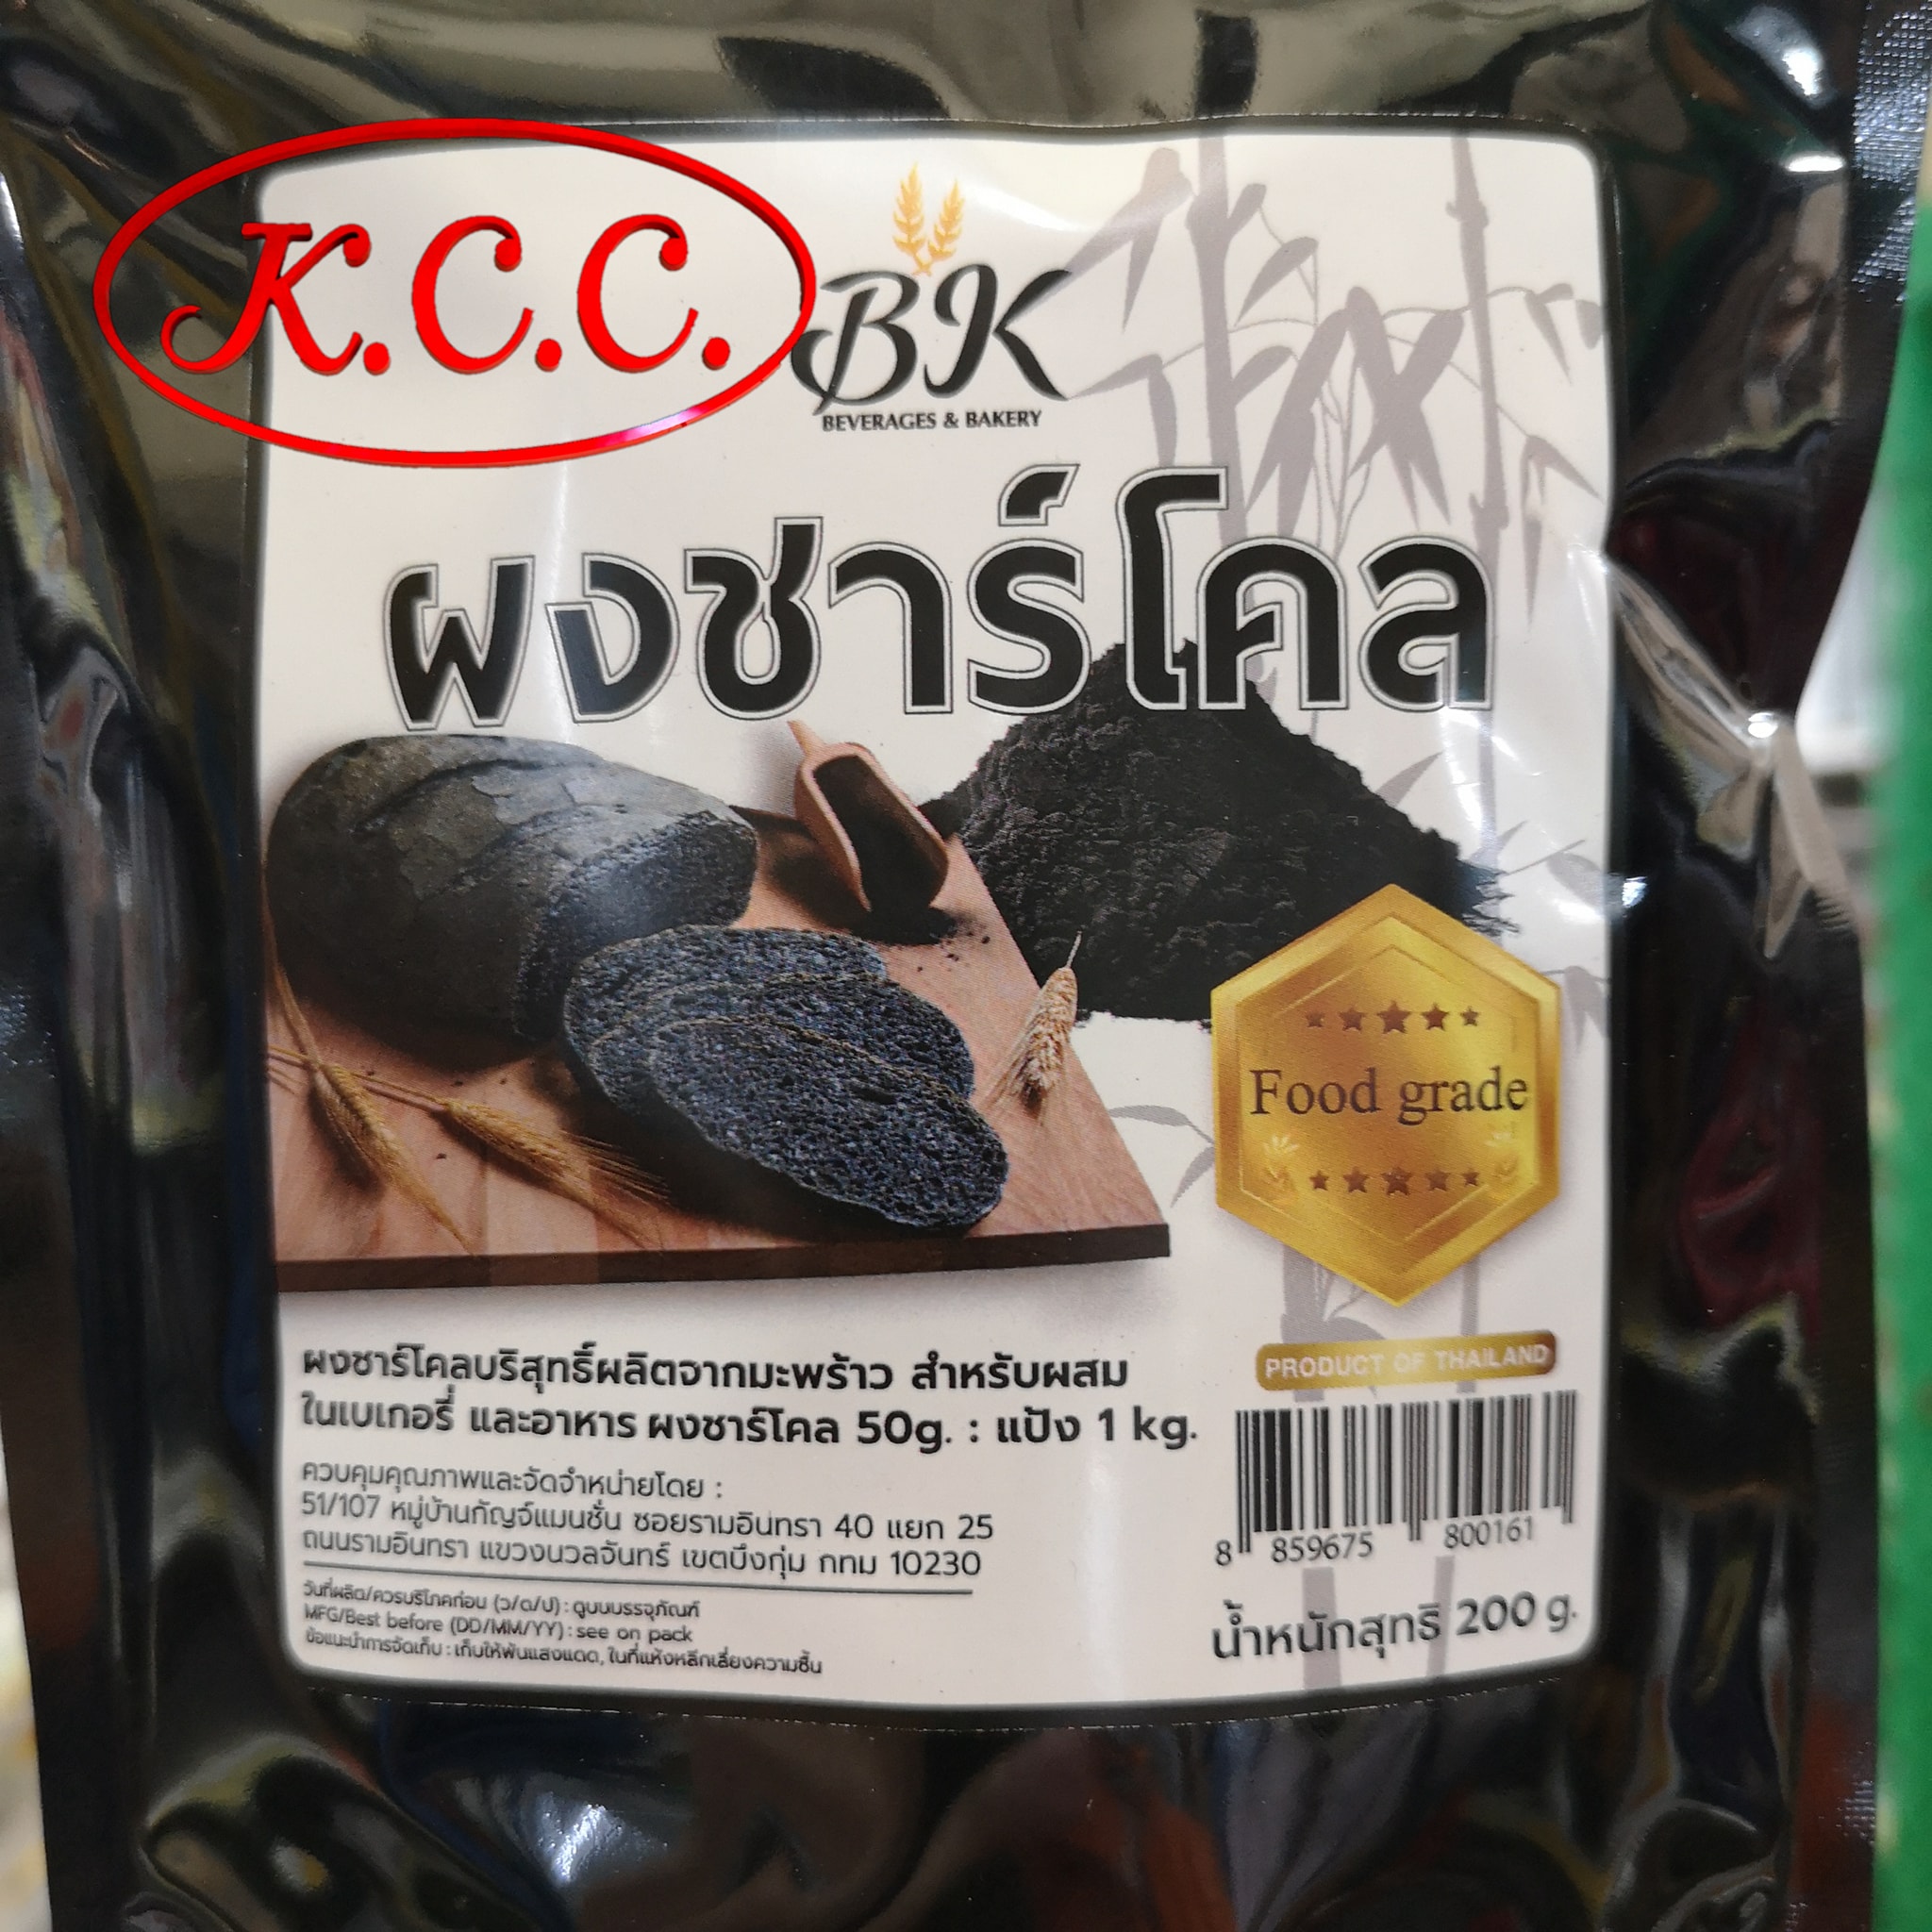 K.C.C.
BK
BEVERAGES & BAKERY
ผงชาร์โคล
Food grade
ผงชาร์โคลบริสุทธิ์ผลิตจากมะพร้าว สำหรับผสม
ในเบเกอรี่ และอาหาร ผงชาร์โคล 50g. : แป้ง 1 kg.
ควบคุมคุณภาพและจัดจำหน่ายโดย :
51/107 หมู่บ้านกัญจ์แมนชั่น ซอยรามอินทรา 40 แยก 25
ถนนรามอินทรา แขวงนวลจันทร์ เขตบึงกุ่ม กทม 10230
วันที่ผลิต/ควรบริโภคก่อน (ว/ด/ป) : ดูบนบรรจุภัณฑ์
MFG/Best before (DD/MM/YY) : see on pack
ข้อแนะนำการจัดเก็บ : เก็บให้พ้นแสงแดด, ในที่แห้งหลีกเลี่ยงความชื้น
PRODUCT OF THAILAND
8 859675 800161
น้ำหนักสุทธิ 200 g.